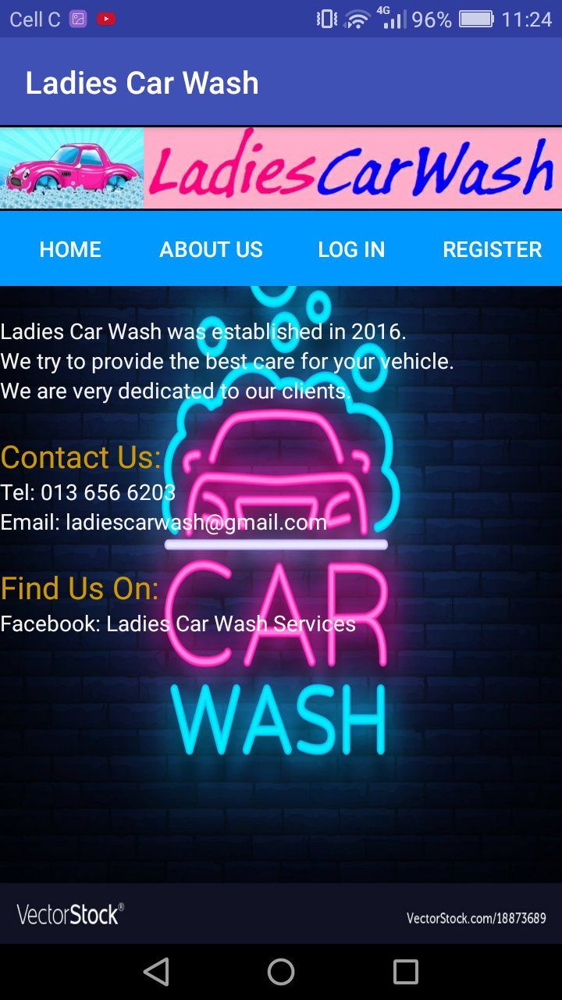 Cell C 4G 96% 11:24
Ladies Car Wash
LadiesCarWash
HOME ABOUT US LOG IN REGISTER
Ladies Car Wash was established in 2016.
We try to provide the best care for your vehicle.
We are very dedicated to our clients.
Contact Us:
Tel: 013 656 6203
Email: ladiescarwash@gmail.com
Find Us On:
Facebook: Ladies Car Wash Services
CAR
WASH
VectorStock® VectorStock.com/18873689